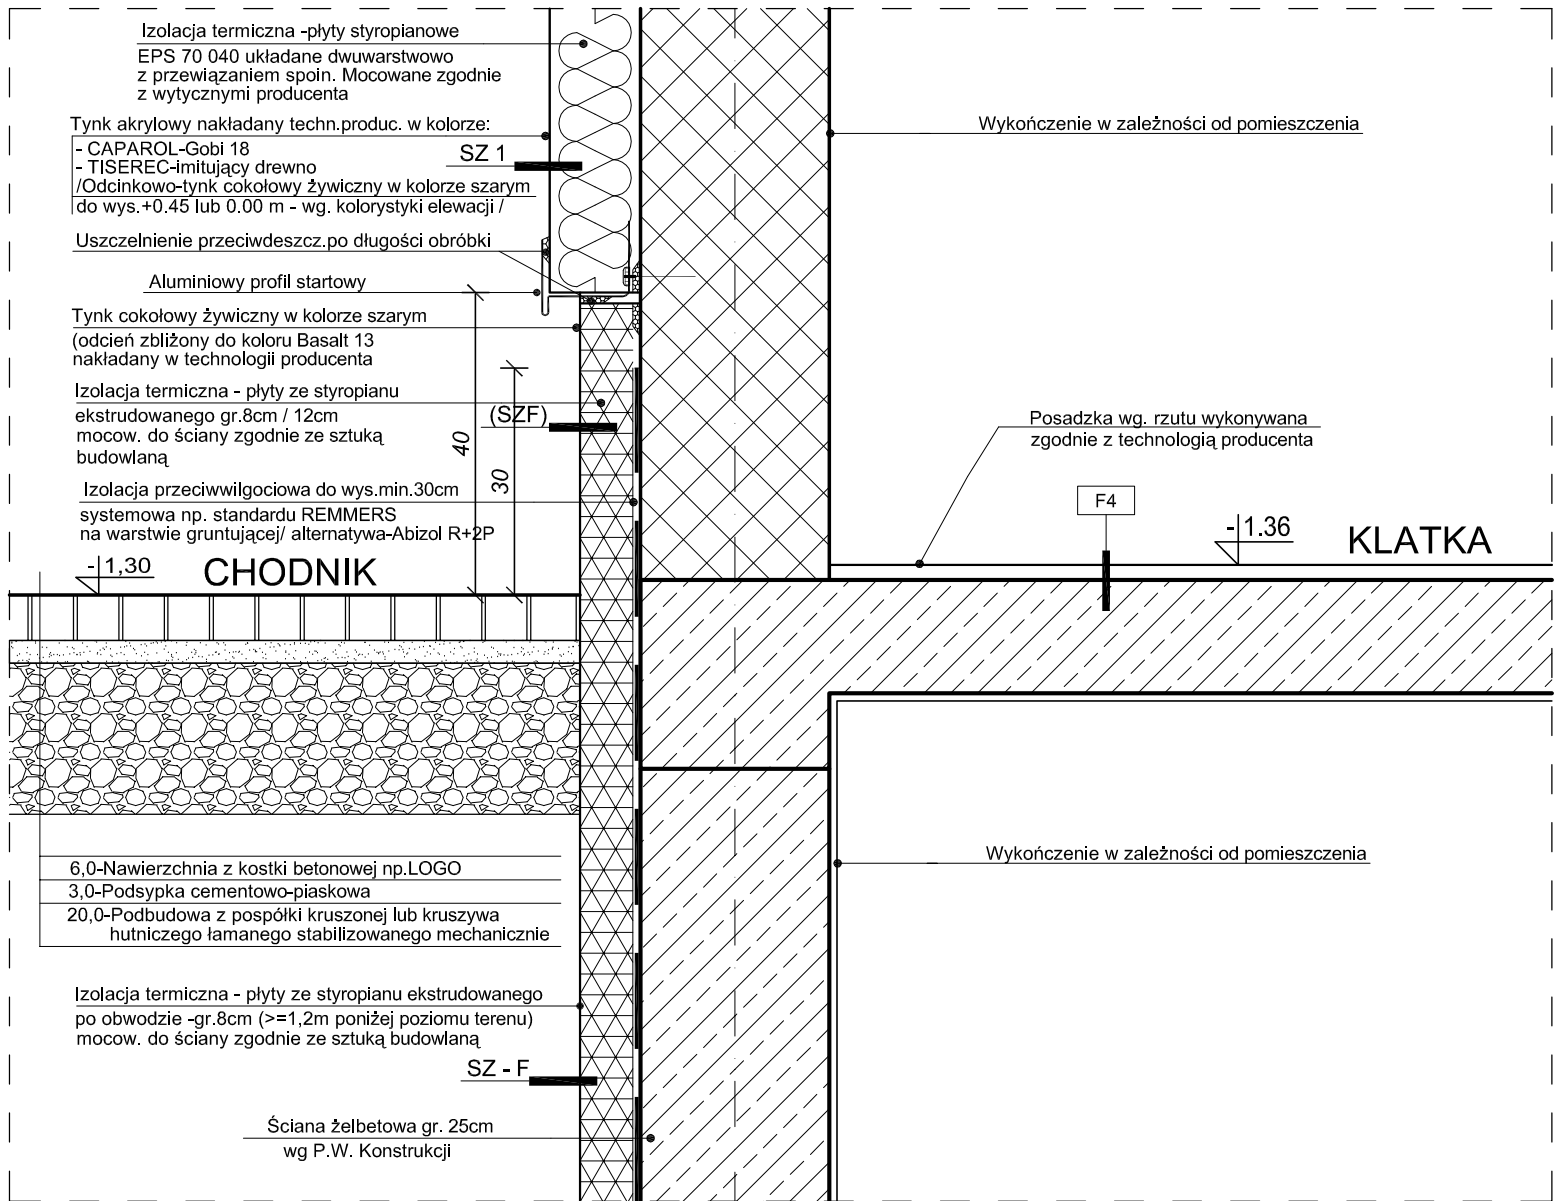 Izolacja termiczna -płyty styropianowe
EPS 70 040 układane dwuwarstwowo
z przewiązaniem spoin. Mocowane zgodnie
z wytycznymi producenta
Tynk akrylowy nakładany techn.produc. w kolorze:
- CAPAROL-Gobi 18
- TISEREC-imitujący drewno
/Odcinkowo-tynk cokołowy żywiczny w kolorze szarym
do wys.+0.45 lub 0.00 m - wg. kolorystyki elewacji /
SZ 1
Uszczelnienie przeciwdeszcz.po długości obróbki
Aluminiowy profil startowy
Tynk cokołowy żywiczny w kolorze szarym
(odcień zbliżony do koloru Basalt 13
nakładany w technologii producenta
Izolacja termiczna - płyty ze styropianu
ekstrudowanego gr.8cm / 12cm
mocow. do ściany zgodnie ze sztuką
budowlaną
(SZF)
40
30
Izolacja przeciwwilgociowa do wys.min.30cm
systemowa np. standardu REMMERS
na warstwie gruntującej/ alternatywa-Abizol R+2P
-1,30
CHODNIK
Wykończenie w zależności od pomieszczenia
Posadzka wg. rzutu wykonywana
zgodnie z technologią producenta
F4
-1.36
KLATKA
6,0-Nawierzchnia z kostki betonowej np.LOGO
3,0-Podsypka cementowo-piaskowa
20,0-Podbudowa z pospółki kruszonej lub kruszywa
hutniczego łamanego stabilizowanego mechanicznie
Wykończenie w zależności od pomieszczenia
Izolacja termiczna - płyty ze styropianu ekstrudowanego
po obwodzie -gr.8cm (>=1,2m poniżej poziomu terenu)
mocow. do ściany zgodnie ze sztuką budowlaną
SZ - F
Ściana żelbetowa gr. 25cm
wg P.W. Konstrukcji